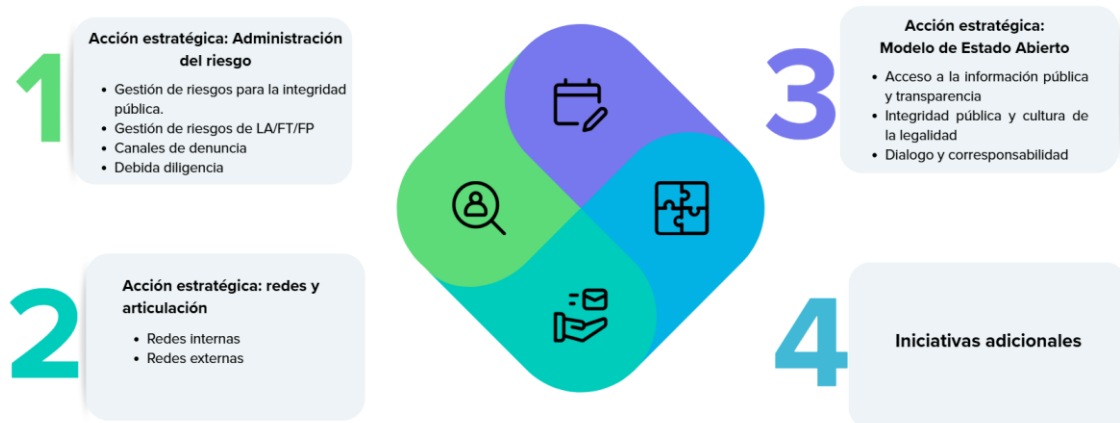 1
Acción estratégica: Administración
del riesgo
• Gestión de riesgos para la integridad
pública.
• Gestión de riesgos de LA/FT/FP
• Canales de denuncia
• Debida diligencia
2
Acción estratégica: redes y
articulación
• Redes internas
• Redes externas
3
Acción estratégica:
Modelo de Estado Abierto
• Acceso a la información pública
y transparencia
• Integridad pública y cultura de
la legalidad
• Dialogo y corresponsabilidad
4
Iniciativas adicionales